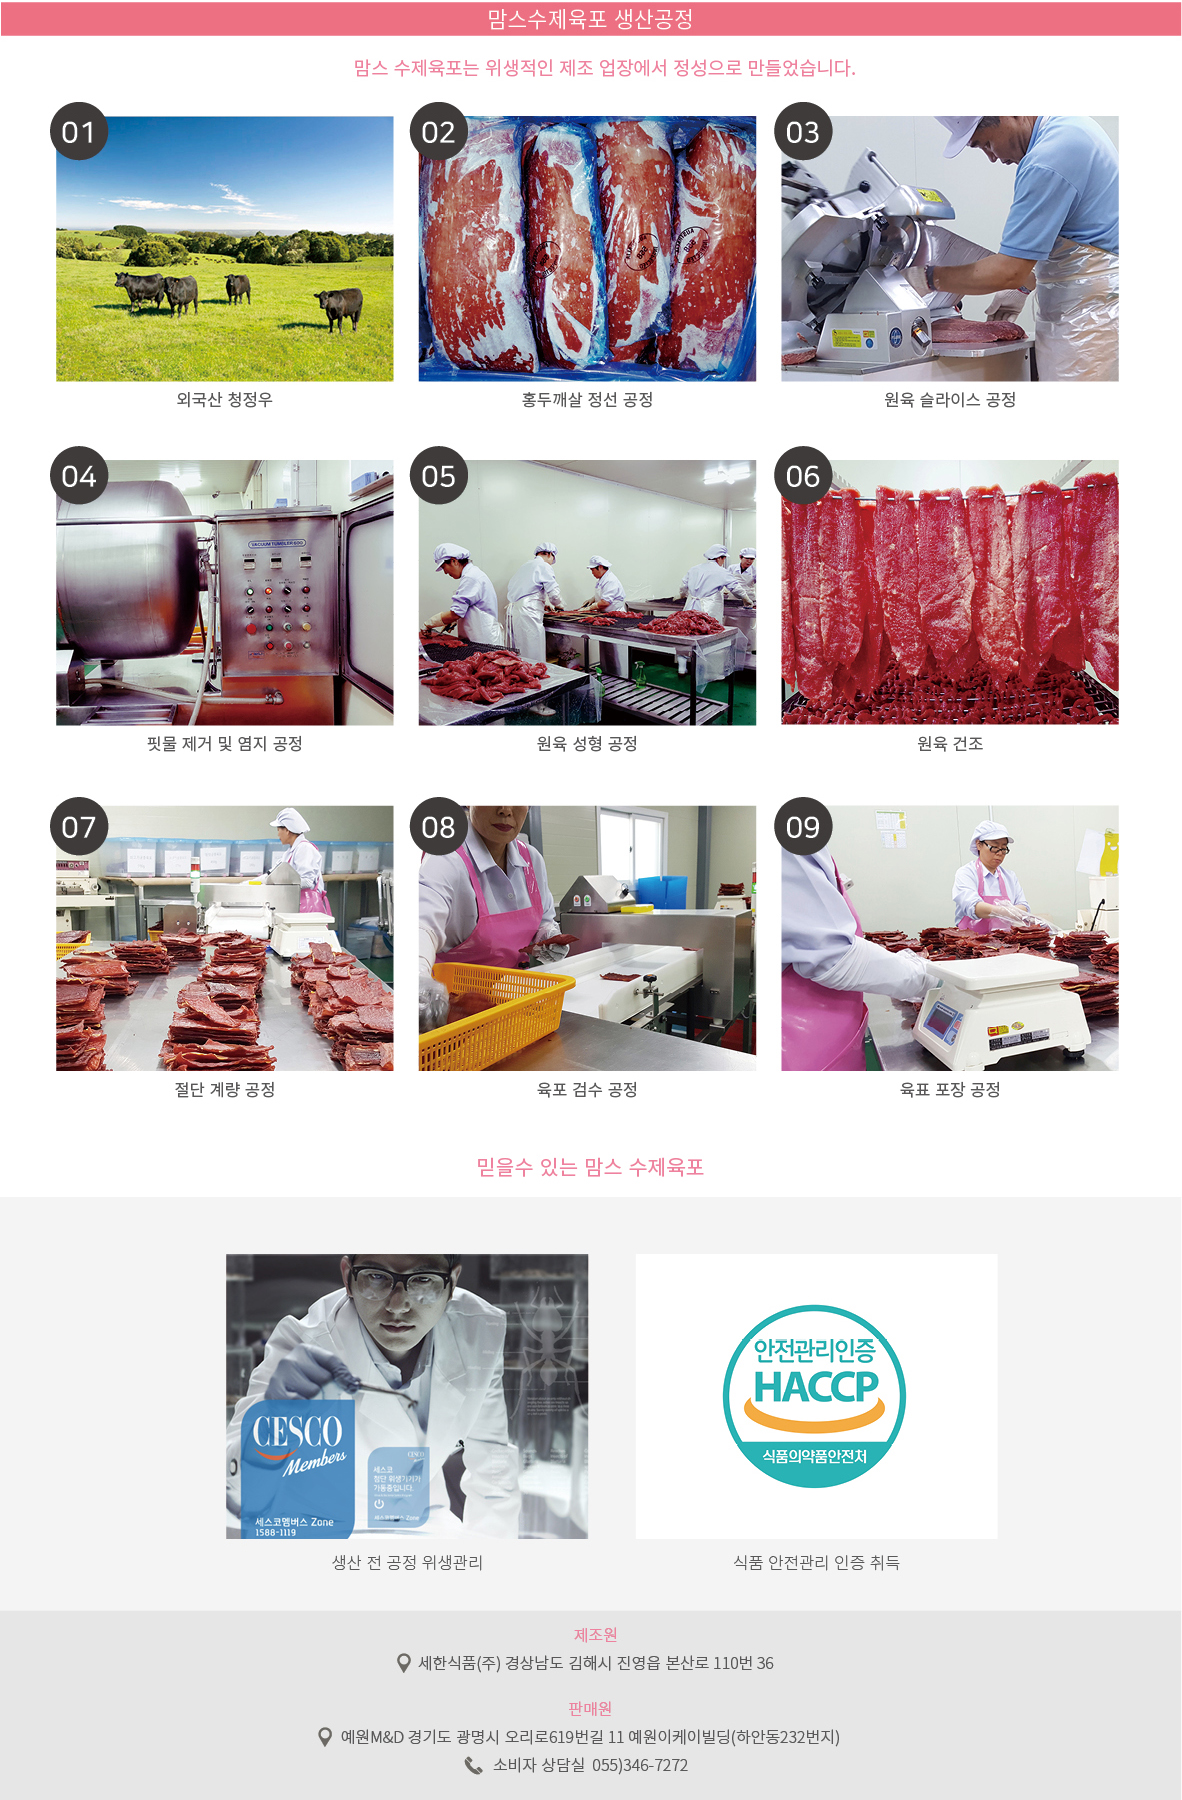 맘스수제육포 생산공정
맘스 수제육포는 위생적인 제조 업장에서 정성으로 만들었습니다.
01
02
03
외국산 청정우
홍두깨살 정선 공정
원육 슬라이스 공정
04
05
06
VACUUM TUMBLER
핏물 제거 및 염지 공정
원육 성형 공정
원육 건조
07
08
09
절단 계량 공정
육포 검수 공정
육표 포장 공정
믿을수 있는 맘스 수제육포
CESCO
Members
세스코멤버스 Zone
1588-1119
CESCO
세스코
첨단 위생기기가
가동중입니다.
세스코멤버스 Zone
안전관리인증
HACCP
식품의약품안전처
생산 전 공정 위생관리
식품 안전관리 인증 취득
제조원
세한식품(주) 경상남도 김해시 진영읍 본산로 110번 36
판매원
예원M&D 경기도 광명시 오리로619번길 11 예원이케이빌딩(하안동232번지)
소비자 상담실 055)346-7272